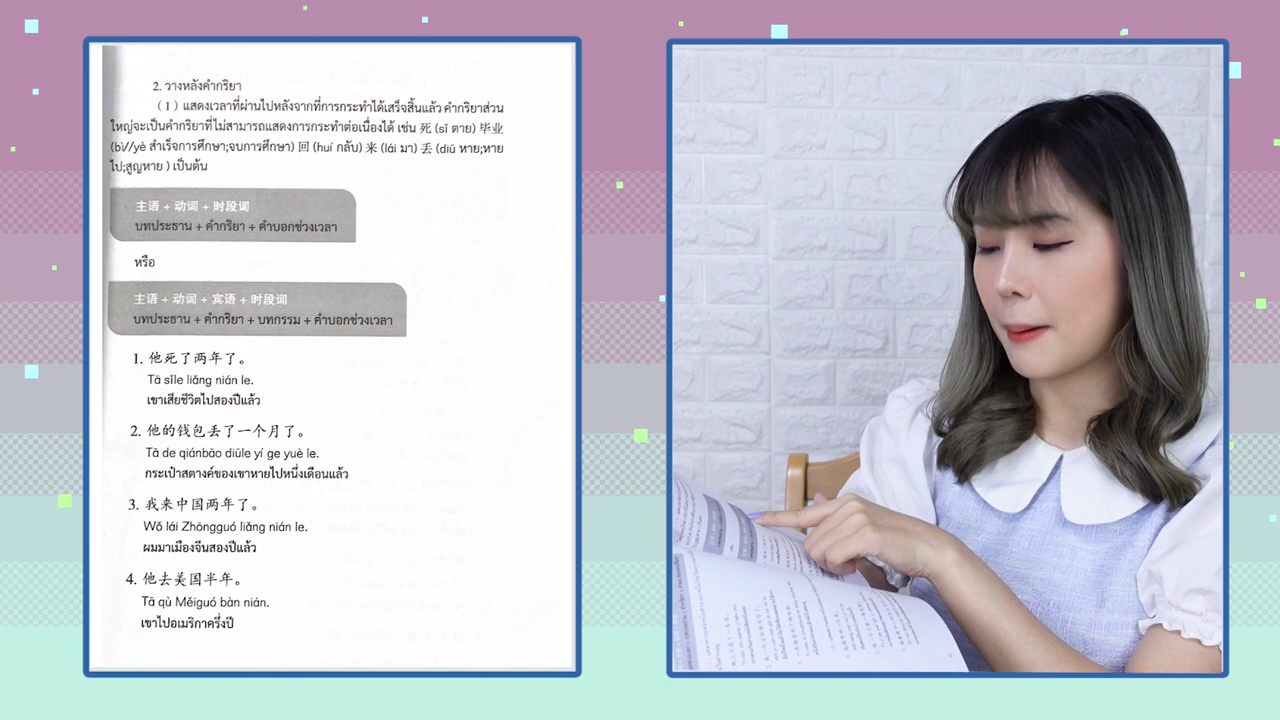 2. วางหลังคำกริยา
(1) แสดงเวลาที่ผ่านไปหลังจากที่การกระทำได้เสร็จสิ้นแล้ว คำกริยาส่วน
ใหญ่จะเป็นคำกริยาที่ไม่สามารถแสดงการกระทำต่อเนื่องได้ เช่น 死 (sǐ ตาย) 毕业
(bì//yè สำเร็จการศึกษา;จบการศึกษา) 回 (huí กลับ) 来 (lái มา) 丢 (diū หาย;หาย
ไป;สูญหาย ) เป็นต้น
主语 + 动词 + 时段词
บทประธาน + คำกริยา + คำบอกช่วงเวลา
หรือ
主语 + 动词 + 宾语 + 时段词
บทประธาน + คำกริยา + บทกรรม + คำบอกช่วงเวลา
1. 他死了两年了。
Tā sǐle liǎng nián le.
เขาเสียชีวิตไปสองปีแล้ว
2. 他的钱包丢了一个月了。
Tā de qiánbāo diūle yí ge yuè le.
กระเป๋าสตางค์ของเขาหายไปหนึ่งเดือนแล้ว
3. 我来中国两年了。
Wǒ lái Zhōngguó liǎng nián le.
ผมมาเมืองจีนสองปีแล้ว
4. 他去美国半年。
Tā qù Měiguó bàn nián.
เขาไปอเมริกาครึ่งปี